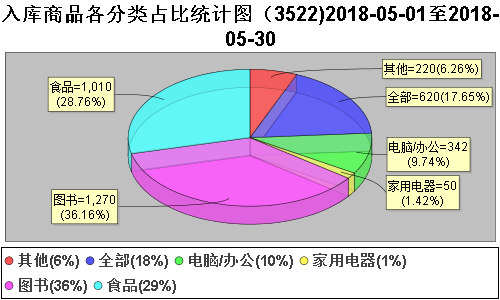 入库商品各分类占比统计图（3522)2018-05-01至2018-
05-30
其他=220(6.26%)
食品=1,010
(28.76%)
全部=620(17.65%)
电脑/办公=342
(9.74%)
家用电器=50
(1.42%)
图书=1,270
(36.16%)
其他(6%) 全部(18%) 电脑/办公(10%) 家用电器(1%)
图书(36%) 食品(29%)